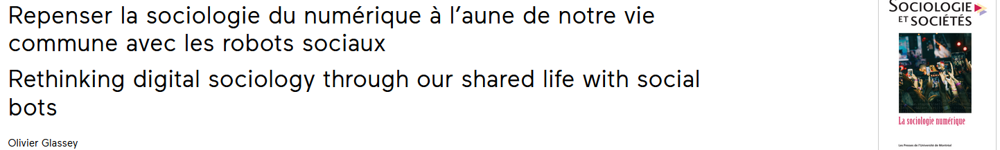 Repenser la sociologie du numérique à l’aune de notre vie
commune avec les robots sociaux
Rethinking digital sociology through our shared life with social
bots
Olivier Glassey
SOCIOLOGIE
ET SOCIÉTÉS
La sociologie numérique
Les Presses de l’Université de Montréal